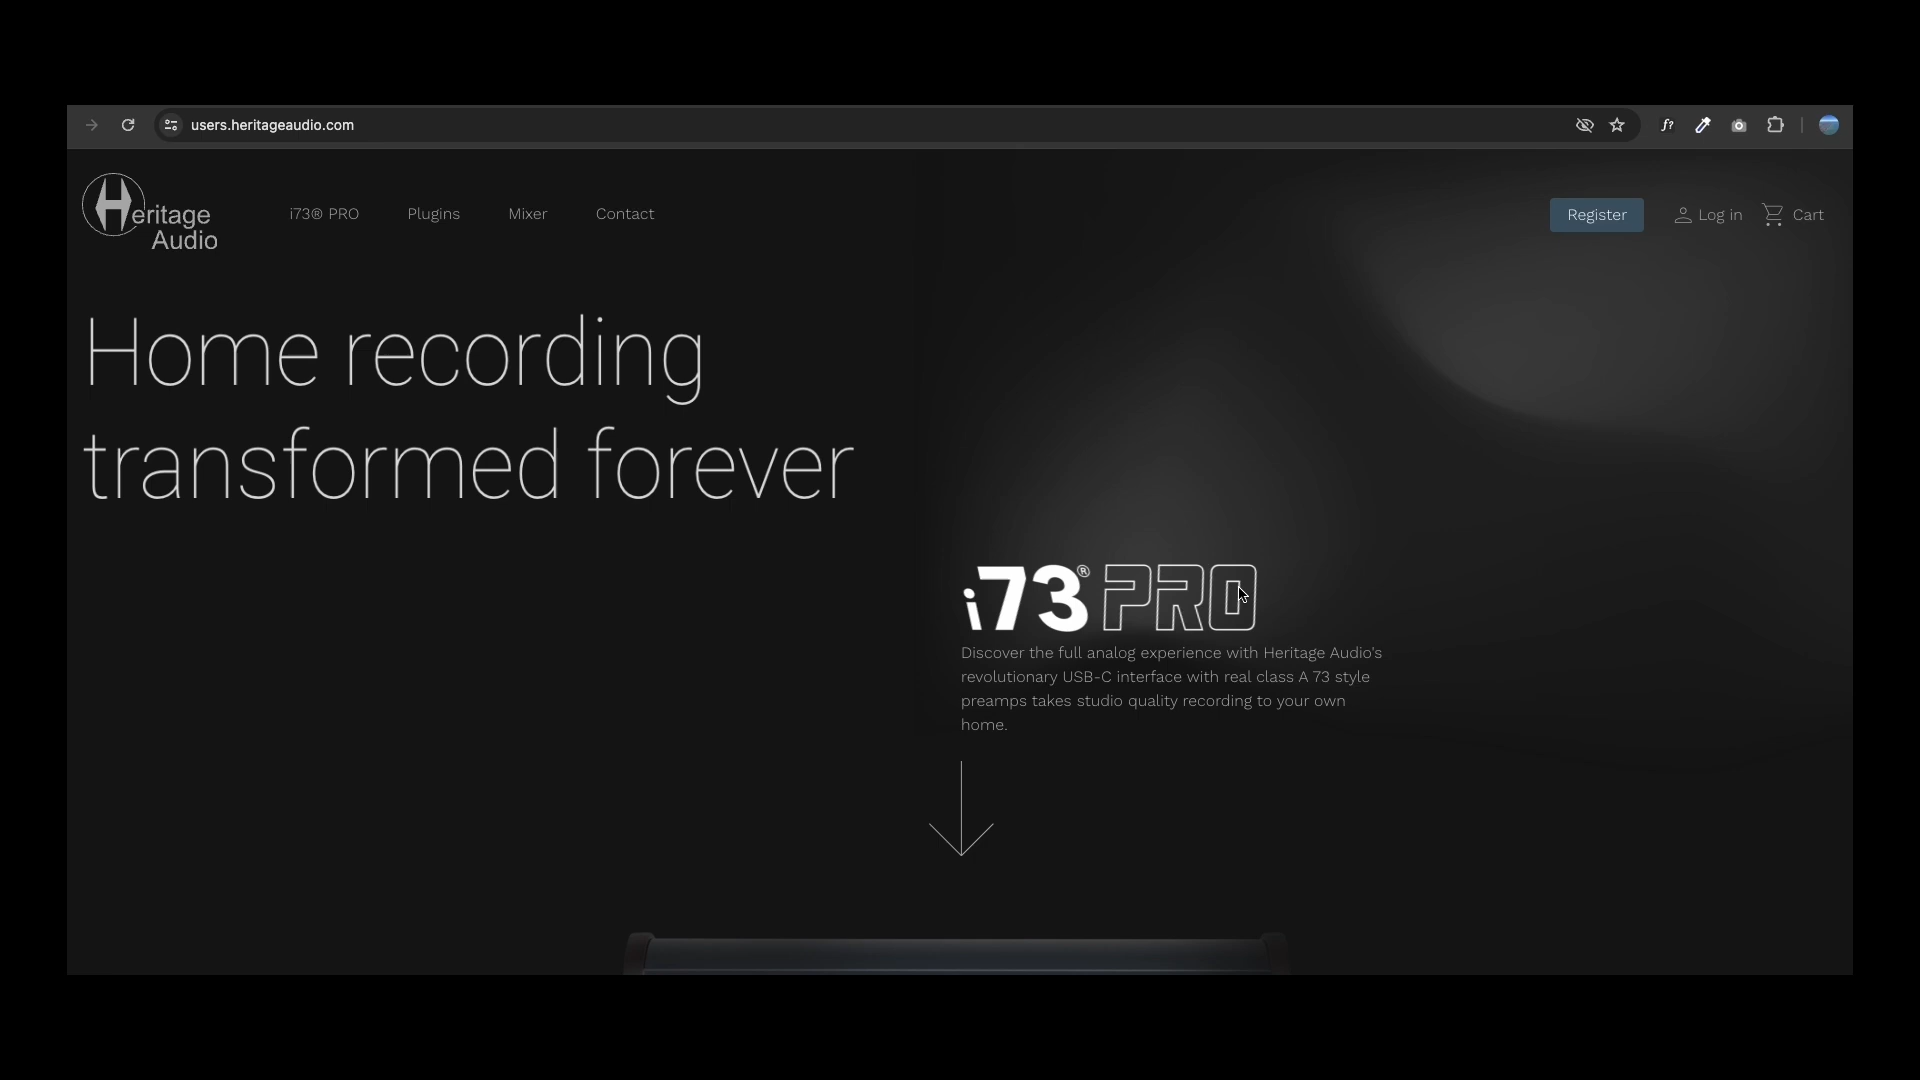 users.heritageaudio.com
Heritage
Audio
i73® PRO
Plugins
Mixer
Contact
Register
Log in
Cart
Home recording
transformed forever
i73® PRO
Discover the full analog experience with Heritage Audio's
revolutionary USB-C interface with real class A 73 style
preamps takes studio quality recording to your own
home.